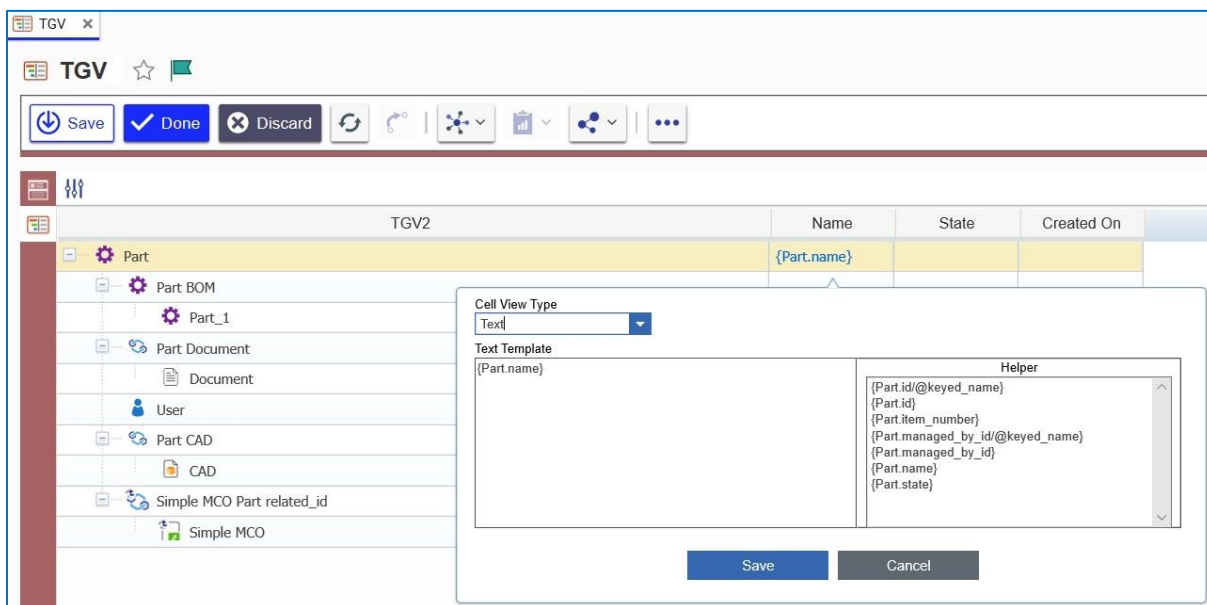 TGV
TGV
Save Done Discard
TGV2 Name State Created On
Part {Part.name}
Part BOM
Part_1
Part Document
Document
User
Part CAD
CAD
Simple MCO Part related_id
Simple MCO
Cell View Type
Text
Text Template
{Part.name}
Helper
{Part.id/@keyed_name}
{Part.id}
{Part.item_number}
{Part.managed_by_id/@keyed_name}
{Part.managed_by_id}
{Part.name}
{Part.state}
Save Cancel